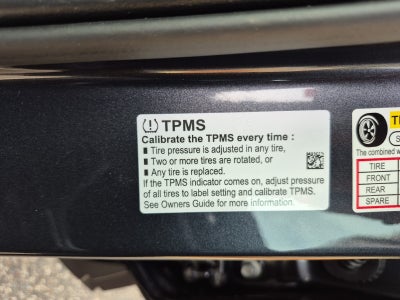 (!) TPMS
Calibrate the TPMS every time :
■ Tire pressure is adjusted in any tire,
■ Two or more tires are rotated, or
■ Any tire is replaced.
If the TPMS indicator comes on, adjust pressure
of all tires to label setting and calibrate TPMS.
See Owners Guide for more information.
The combined w
TIRE
FRONT
REAR
SPARE